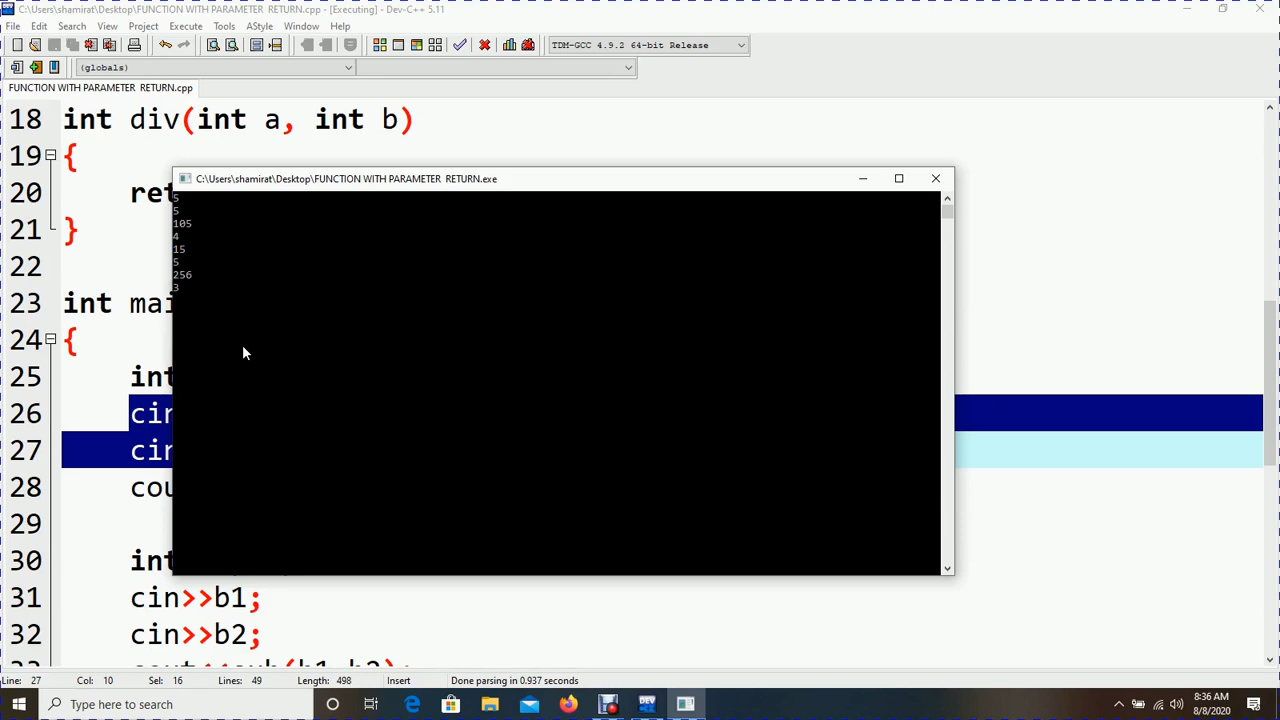 C:\Users\shamirat\Desktop\FUNCTION WITH PARAMETER RETURN.cpp - [Executing] - Dev-C++ 5.11
File Edit Search View Project Execute Tools AStyle Window Help
TDM-GCC 4.9.2 64-bit Release
(globals)
FUNCTION WITH PARAMETER RETURN.cpp
18 int div(int a, int b)
19 {
C:\Users\shamirat\Desktop\FUNCTION WITH PARAMETER RETURN.exe
20 ret
5
5
105
4
15
5
256
3
21 }
22
23 int mai
24 {
25 int
26 cin
27 cin
28 cou
29
30 int
31 cin>>b1;
32 cin>>b2;
Line: 27 Col: 10 Sel: 16 Lines: 49 Length: 498 Insert Done parsing in 0.937 seconds
Type here to search
8:36 AM
8/8/2020